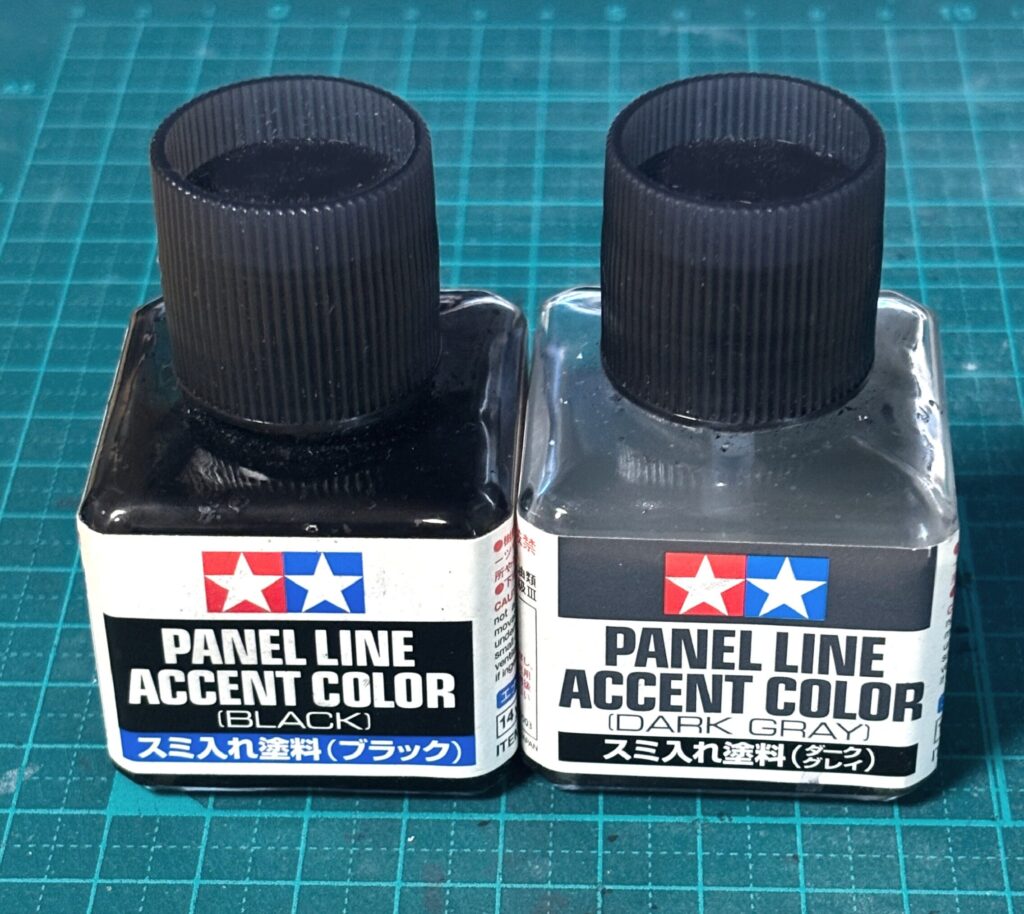 PANEL LINE
ACCENT COLOR
(BLACK)
スミ入れ塗料(ブラック)
PANEL LINE
ACCENT COLOR
(DARK GRAY)
スミ入れ塗料(ダークグレイ)